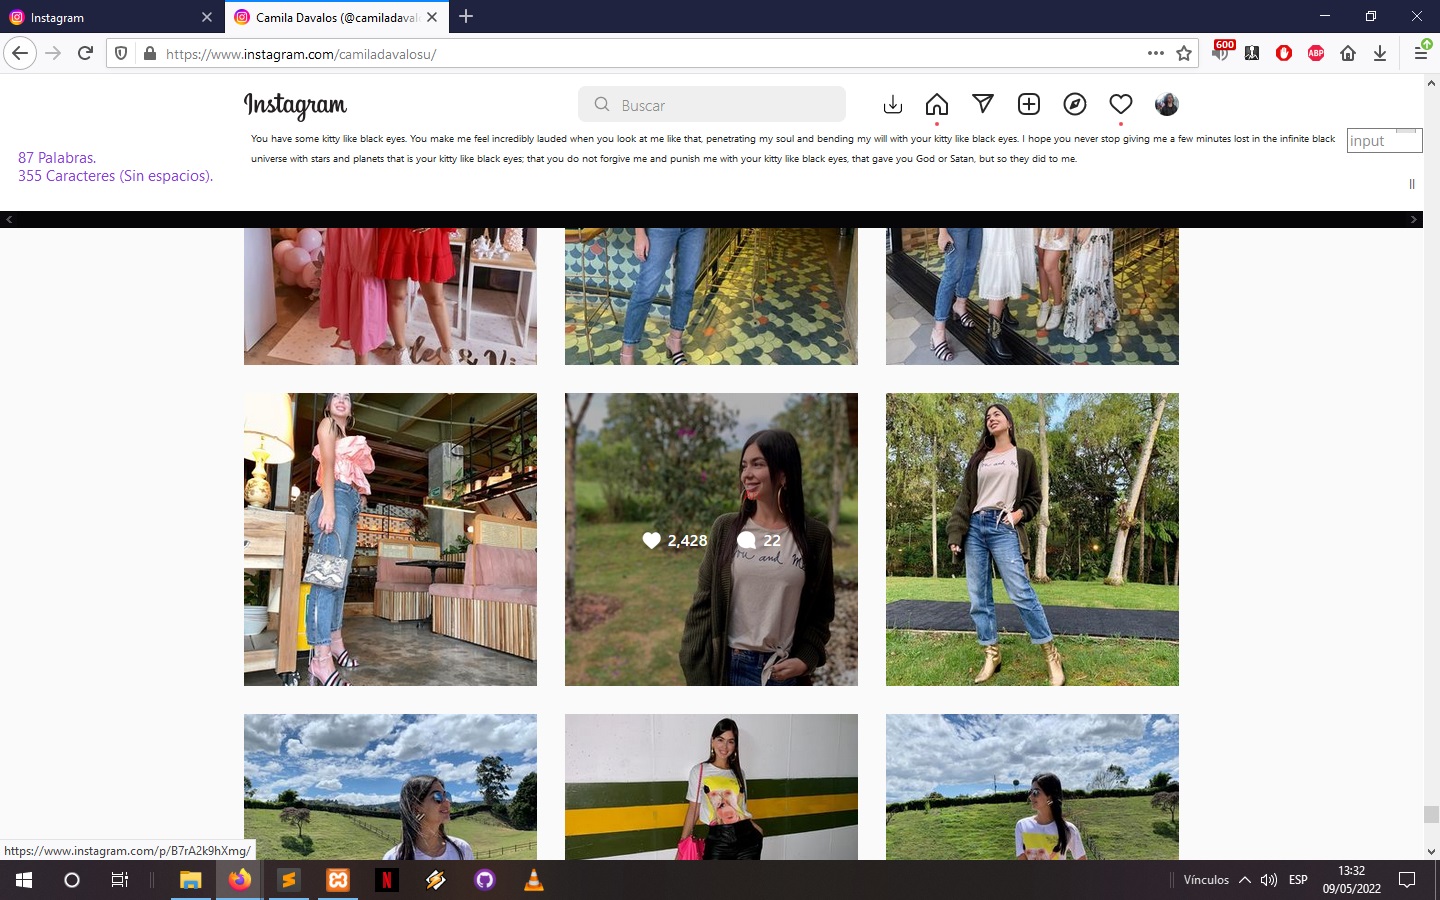 Instagram
Camila Davalos (@camiladaval
https://www.instagram.com/camiladavalosu/
600
ABP
Instagram
Buscar
You have some kitty like black eyes. You make me feel incredibly lauded when you look at me like that, penetrating my soul and bending my will with your kitty like black eyes. I hope you never stop giving me a few minutes lost in the infinite black
universe with stars and planets that is your kitty like black eyes; that you do not forgive me and punish me with your kitty like black eyes, that gave you God or Satan, but so they did to me.
input
87 Palabras.
355 Caracteres (Sin espacios).
2,428
22
https://www.instagram.com/p/B7rA2k9hXmg/
Vínculos
ESP
13:32
09/05/2022